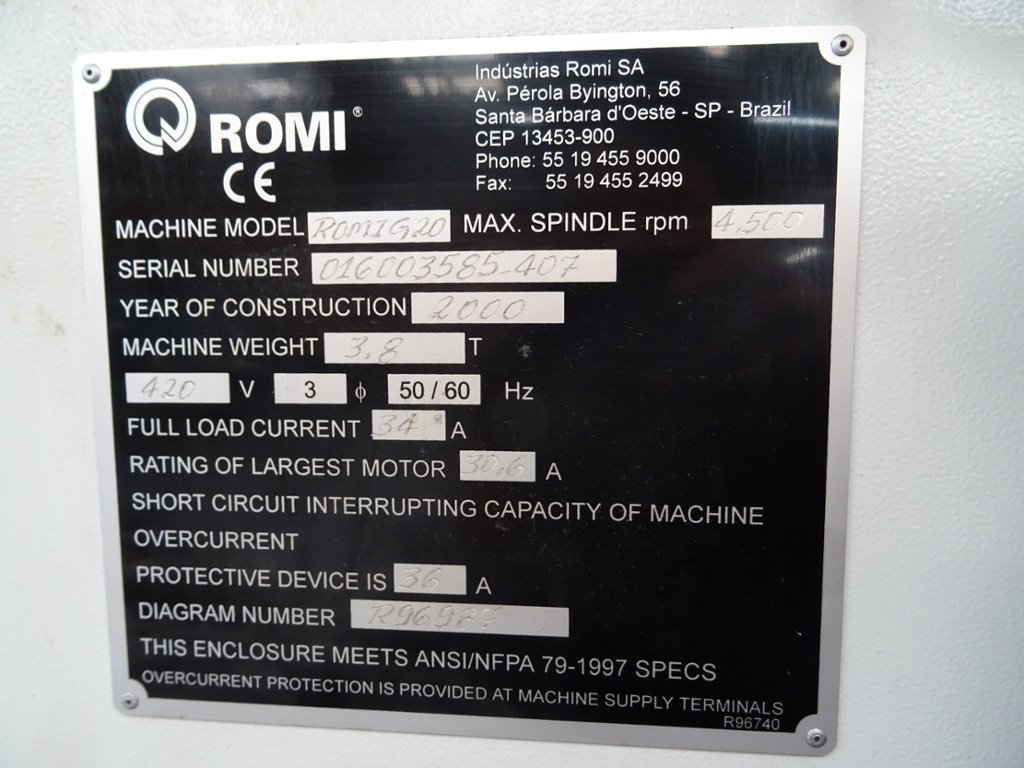 Indústrias Romi SA
Av. Pérola Byington, 56
Santa Bárbara d'Oeste - SP - Brazil
CEP 13453-900
Phone: 55 19 455 9000
Fax: 55 19 455 2499
ROMI®
CE
MACHINE MODEL ROMI G20 MAX. SPINDLE rpm 4.500
SERIAL NUMBER 016003585-407
YEAR OF CONSTRUCTION 2000
MACHINE WEIGHT 3,8 T
420 V 3 ϕ 50 / 60 Hz
FULL LOAD CURRENT 34 A
RATING OF LARGEST MOTOR 30,6 A
SHORT CIRCUIT INTERRUPTING CAPACITY OF MACHINE
OVERCURRENT
PROTECTIVE DEVICE IS 36 A
DIAGRAM NUMBER R96987
THIS ENCLOSURE MEETS ANSI/NFPA 79-1997 SPECS
OVERCURRENT PROTECTION IS PROVIDED AT MACHINE SUPPLY TERMINALS
R96740